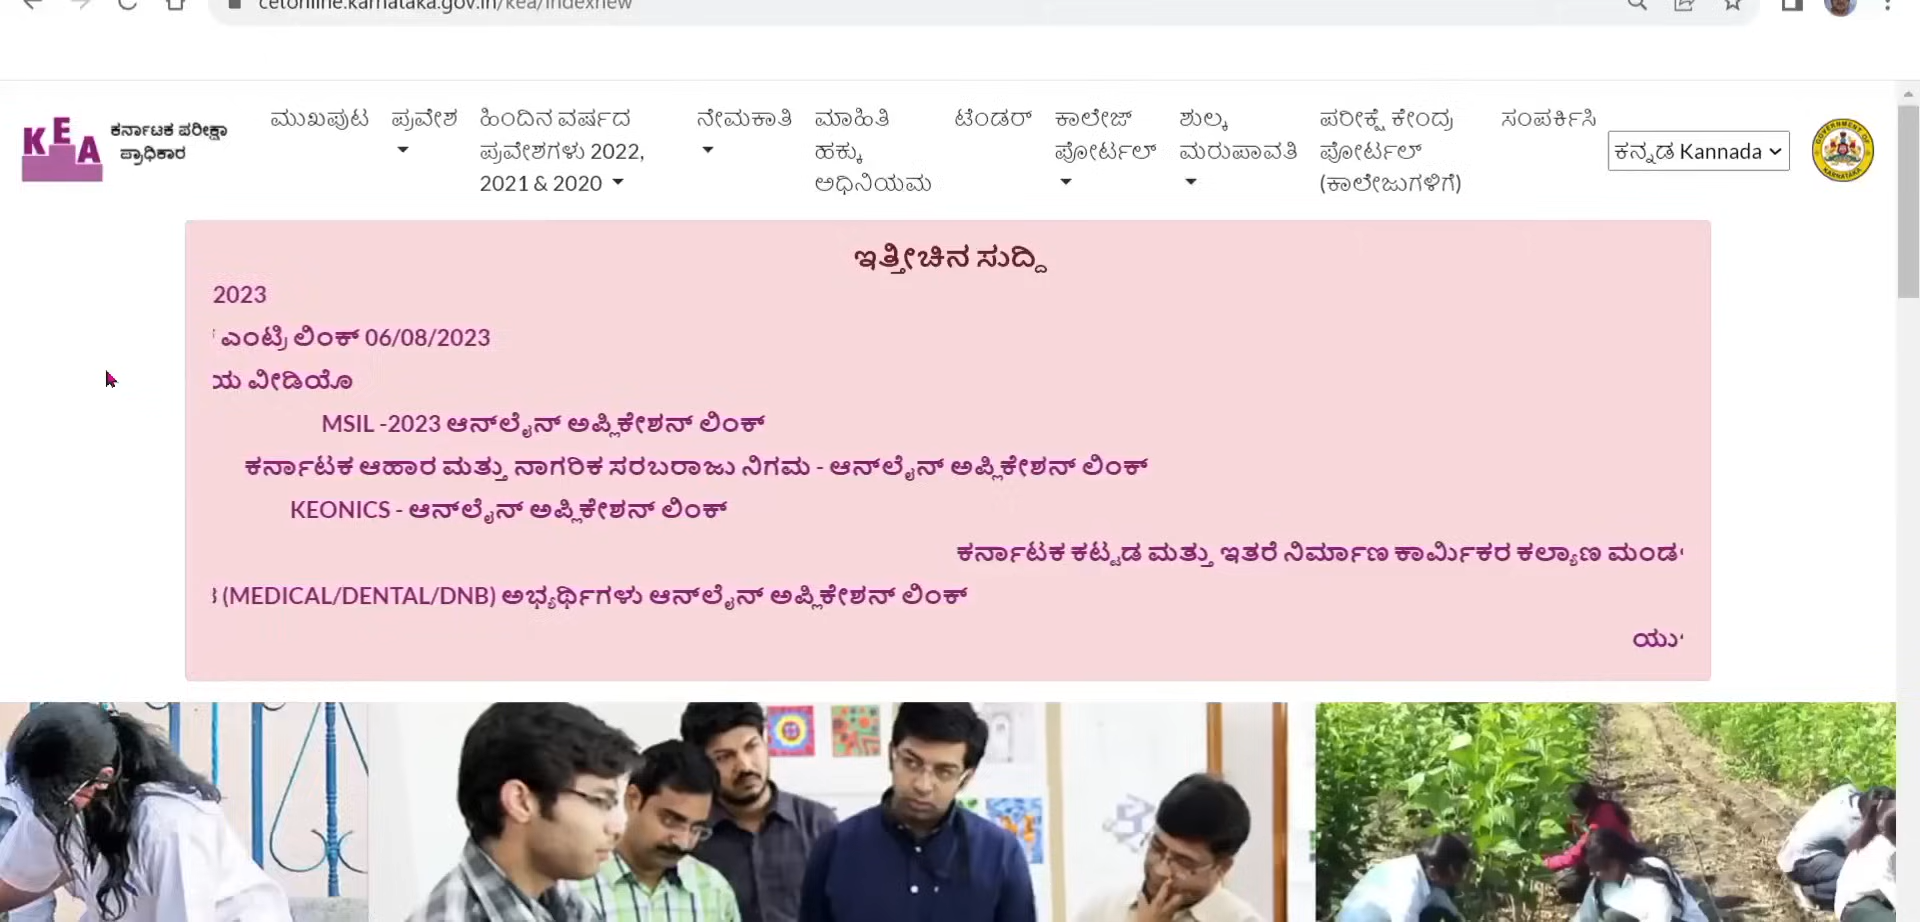 cetonline.karnataka.gov.in/kea/indexnew
KEA
ಕರ್ನಾಟಕ ಪರೀಕ್ಷಾ
ಪ್ರಾಧಿಕಾರ
ಮುಖಪುಟ
ಪ್ರವೇಶ
ಹಿಂದಿನ ವರ್ಷದ
ಪ್ರವೇಶಗಳು 2022,
2021 & 2020
ನೇಮಕಾತಿ
ಮಾಹಿತಿ
ಹಕ್ಕು
ಅಧಿನಿಯಮ
ಟೆಂಡರ್
ಕಾಲೇಜ್
ಪೋರ್ಟಲ್
ಶುಲ್ಕ
ಮರುಪಾವತಿ
ಪರೀಕ್ಷೆ ಕೇಂದ್ರ
ಪೋರ್ಟಲ್
(ಕಾಲೇಜುಗಳಿಗೆ)
ಸಂಪರ್ಕಿಸಿ
ಕನ್ನಡ Kannada
ಇತ್ತೀಚಿನ ಸುದ್ದಿ
2023
ಎಂಟ್ರಿ ಲಿಂಕ್ 06/08/2023
ಯ ವೀಡಿಯೊ
MSIL -2023 ಆನ್‌ಲೈನ್ ಅಪ್ಲಿಕೇಶನ್ ಲಿಂಕ್
ಕರ್ನಾಟಕ ಆಹಾರ ಮತ್ತು ನಾಗರಿಕ ಸರಬರಾಜು ನಿಗಮ - ಆನ್‌ಲೈನ್ ಅಪ್ಲಿಕೇಶನ್ ಲಿಂಕ್
KEONICS - ಆನ್‌ಲೈನ್ ಅಪ್ಲಿಕೇಶನ್ ಲಿಂಕ್
ಕರ್ನಾಟಕ ಕಟ್ಟಡ ಮತ್ತು ಇತರೆ ನಿರ್ಮಾಣ ಕಾರ್ಮಿಕರ ಕಲ್ಯಾಣ ಮಂಡ
(MEDICAL/DENTAL/DNB) ಅಭ್ಯರ್ಥಿಗಳು ಆನ್‌ಲೈನ್ ಅಪ್ಲಿಕೇಶನ್ ಲಿಂಕ್
ಯು